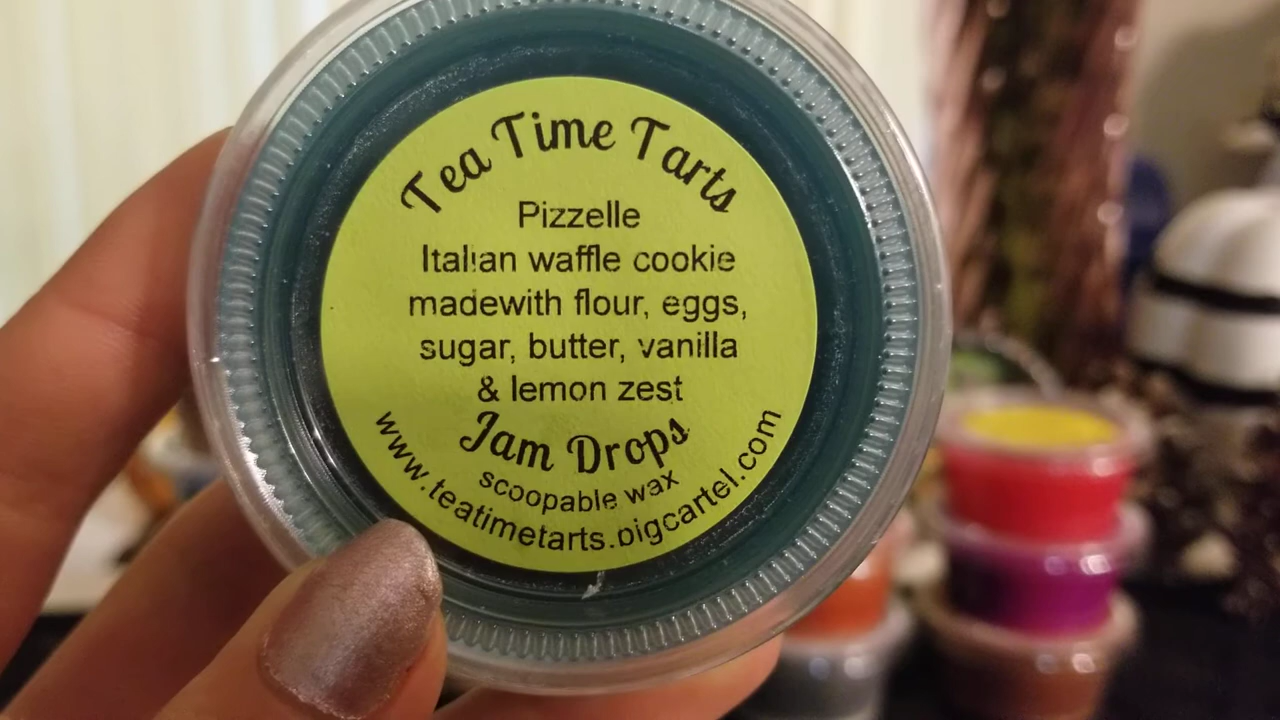 Tea Time Tarts
Pizzelle
Italian waffle cookie
madewith flour, eggs,
sugar, butter, vanilla
& lemon zest
Jam Drops
scoopable wax
www.teatimetarts.bigcartel.com